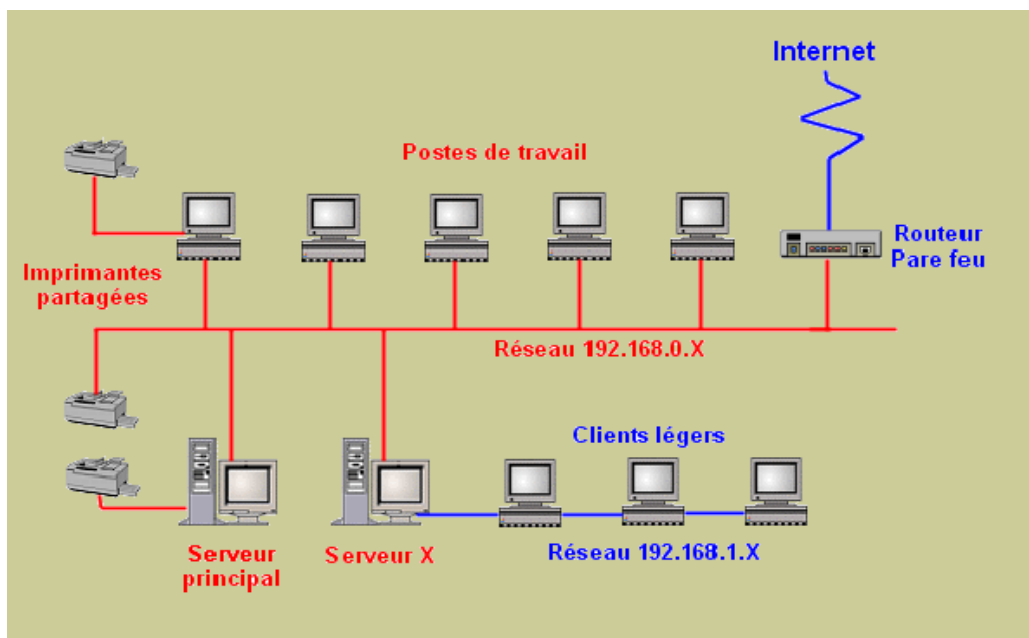 Internet
Postes de travail
Routeur
Pare feu
Imprimantes
partagées
Réseau 192.168.0.X
Clients légers
Serveur
principal
Serveur X
Réseau 192.168.1.X